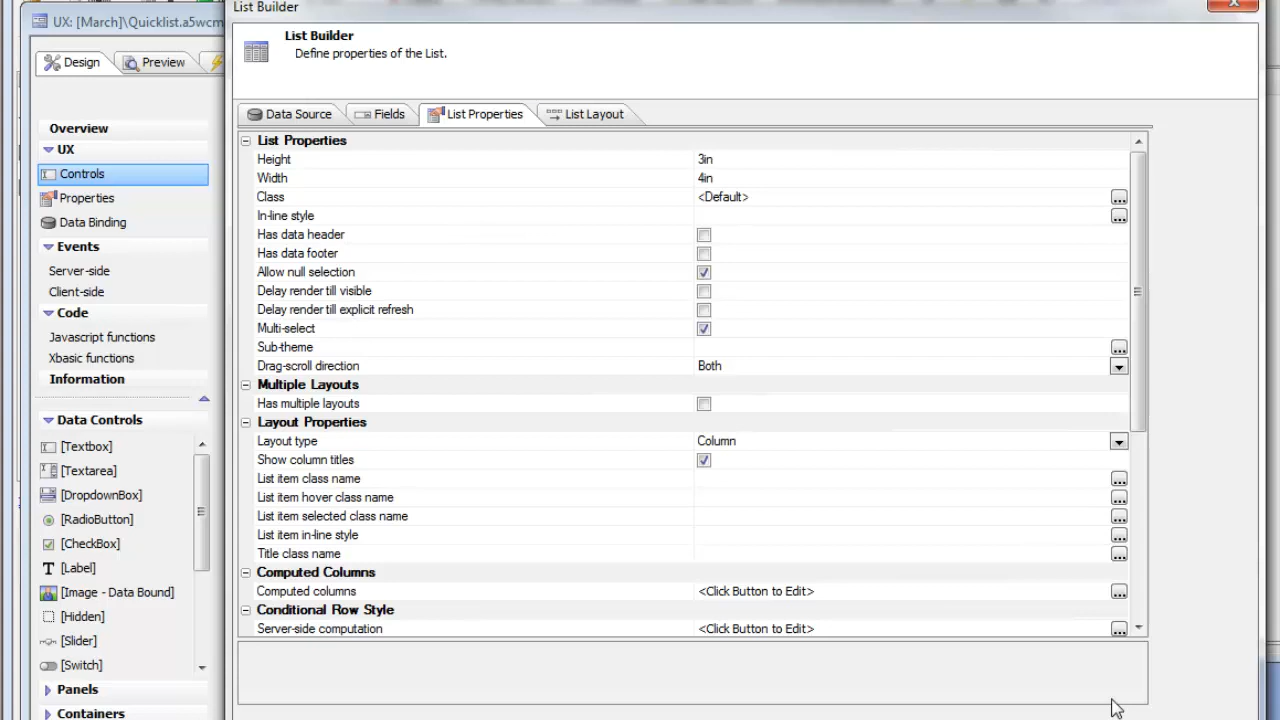 List Builder
UX: [March]\Quicklist.a5wcm
List Builder
Define properties of the List.
Design
Preview
Data Source
Fields
List Properties
List Layout
Overview
UX
Controls
Properties
Data Binding
Events
Server-side
Client-side
Code
Javascript functions
Xbasic functions
Information
Data Controls
[Textbox]
[Textarea]
[DropdownBox]
[RadioButton]
[CheckBox]
[Label]
[Image - Data Bound]
[Hidden]
[Slider]
[Switch]
Panels
Containers
List Properties
Height 3in
Width 4in
Class <Default>
In-line style
Has data header
Has data footer
Allow null selection
Delay render till visible
Delay render till explicit refresh
Multi-select
Sub-theme
Drag-scroll direction Both
Multiple Layouts
Has multiple layouts
Layout Properties
Layout type Column
Show column titles
List item class name
List item hover class name
List item selected class name
List item in-line style
Title class name
Computed Columns
Computed columns <Click Button to Edit>
Conditional Row Style
Server-side computation <Click Button to Edit>